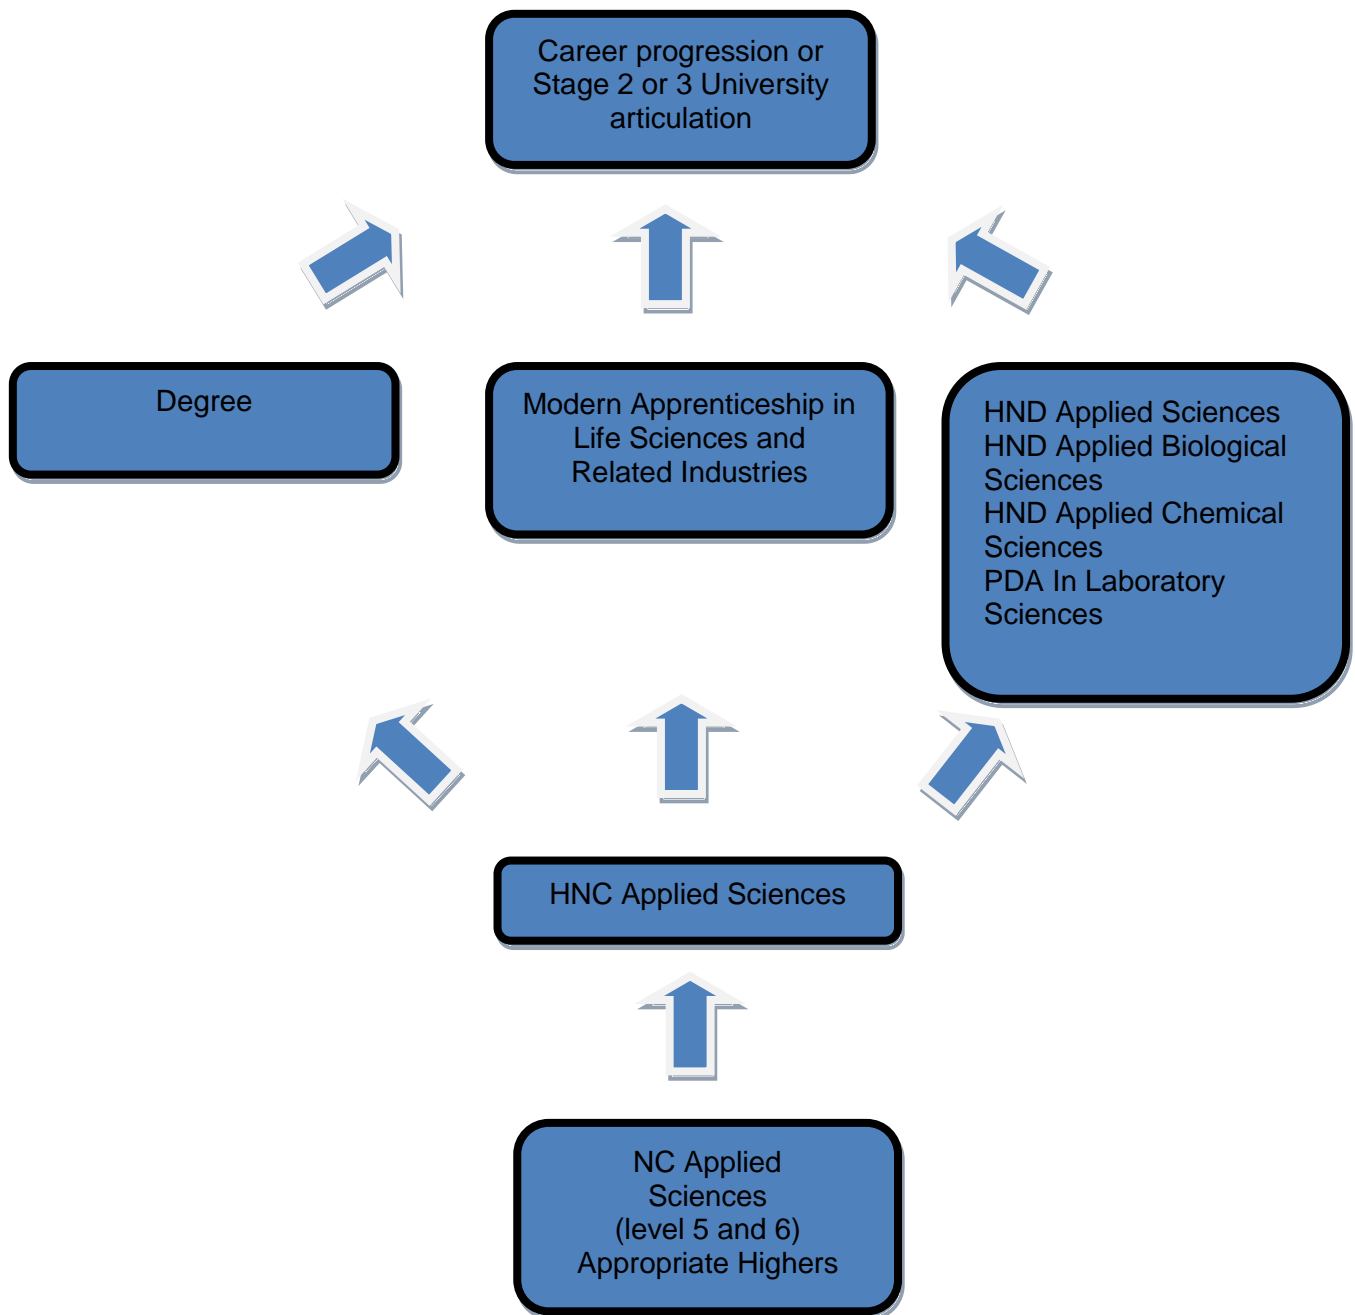 Career progression or
Stage 2 or 3 University
articulation
Degree
Modern Apprenticeship in
Life Sciences and
Related Industries
HND Applied Sciences
HND Applied Biological
Sciences
HND Applied Chemical
Sciences
PDA In Laboratory
Sciences
HNC Applied Sciences
NC Applied
Sciences
(level 5 and 6)
Appropriate Highers